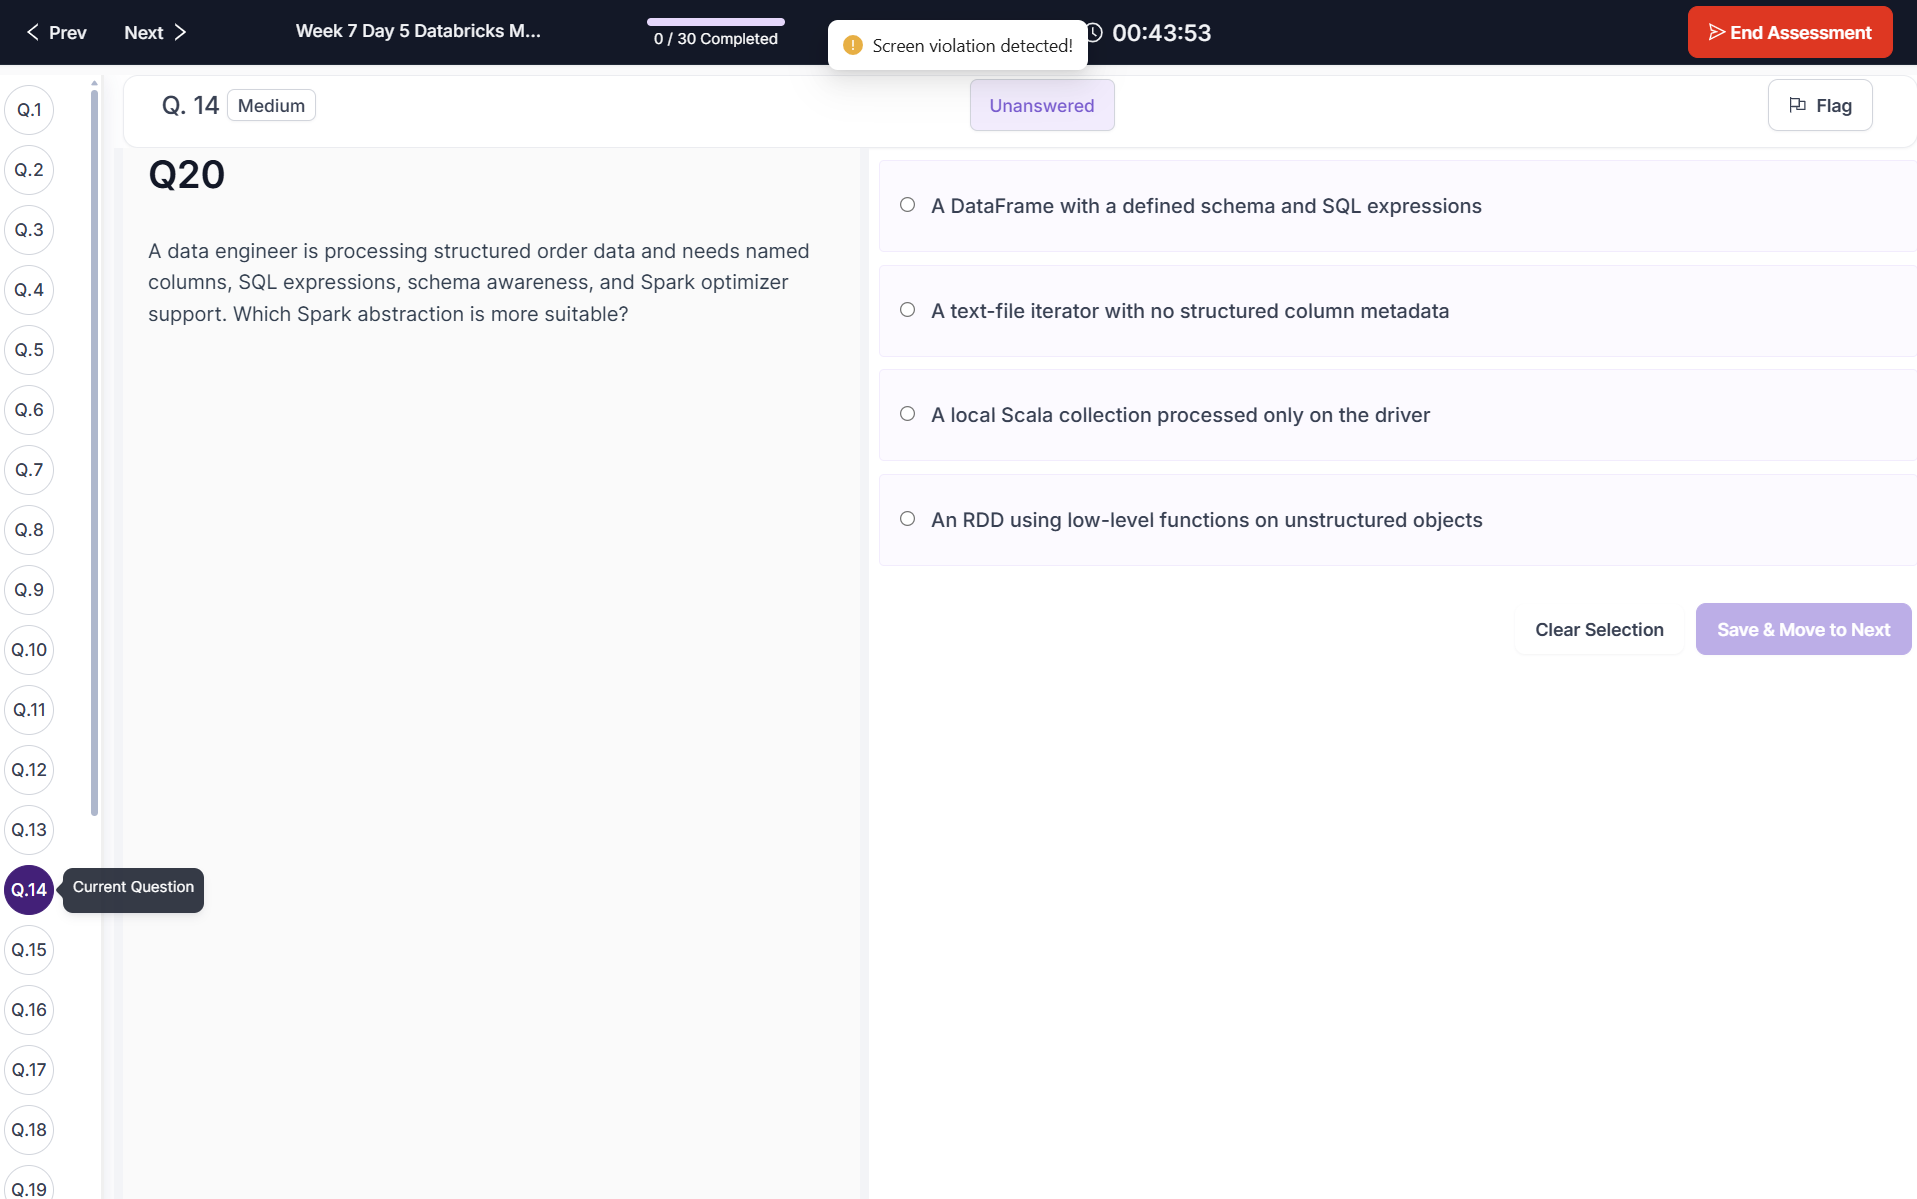 Prev
Next
Week 7 Day 5 Databricks M...
0 / 30 Completed
Screen violation detected!
00:43:53
End Assessment
Q.1
Q.2
Q.3
Q.4
Q.5
Q.6
Q.7
Q.8
Q.9
Q.10
Q.11
Q.12
Q.13
Q.14
Current Question
Q.15
Q.16
Q.17
Q.18
Q.19
Q. 14
Medium
Unanswered
Flag
Q20
A data engineer is processing structured order data and needs named
columns, SQL expressions, schema awareness, and Spark optimizer
support. Which Spark abstraction is more suitable?
A DataFrame with a defined schema and SQL expressions
A text-file iterator with no structured column metadata
A local Scala collection processed only on the driver
An RDD using low-level functions on unstructured objects
Clear Selection
Save & Move to Next